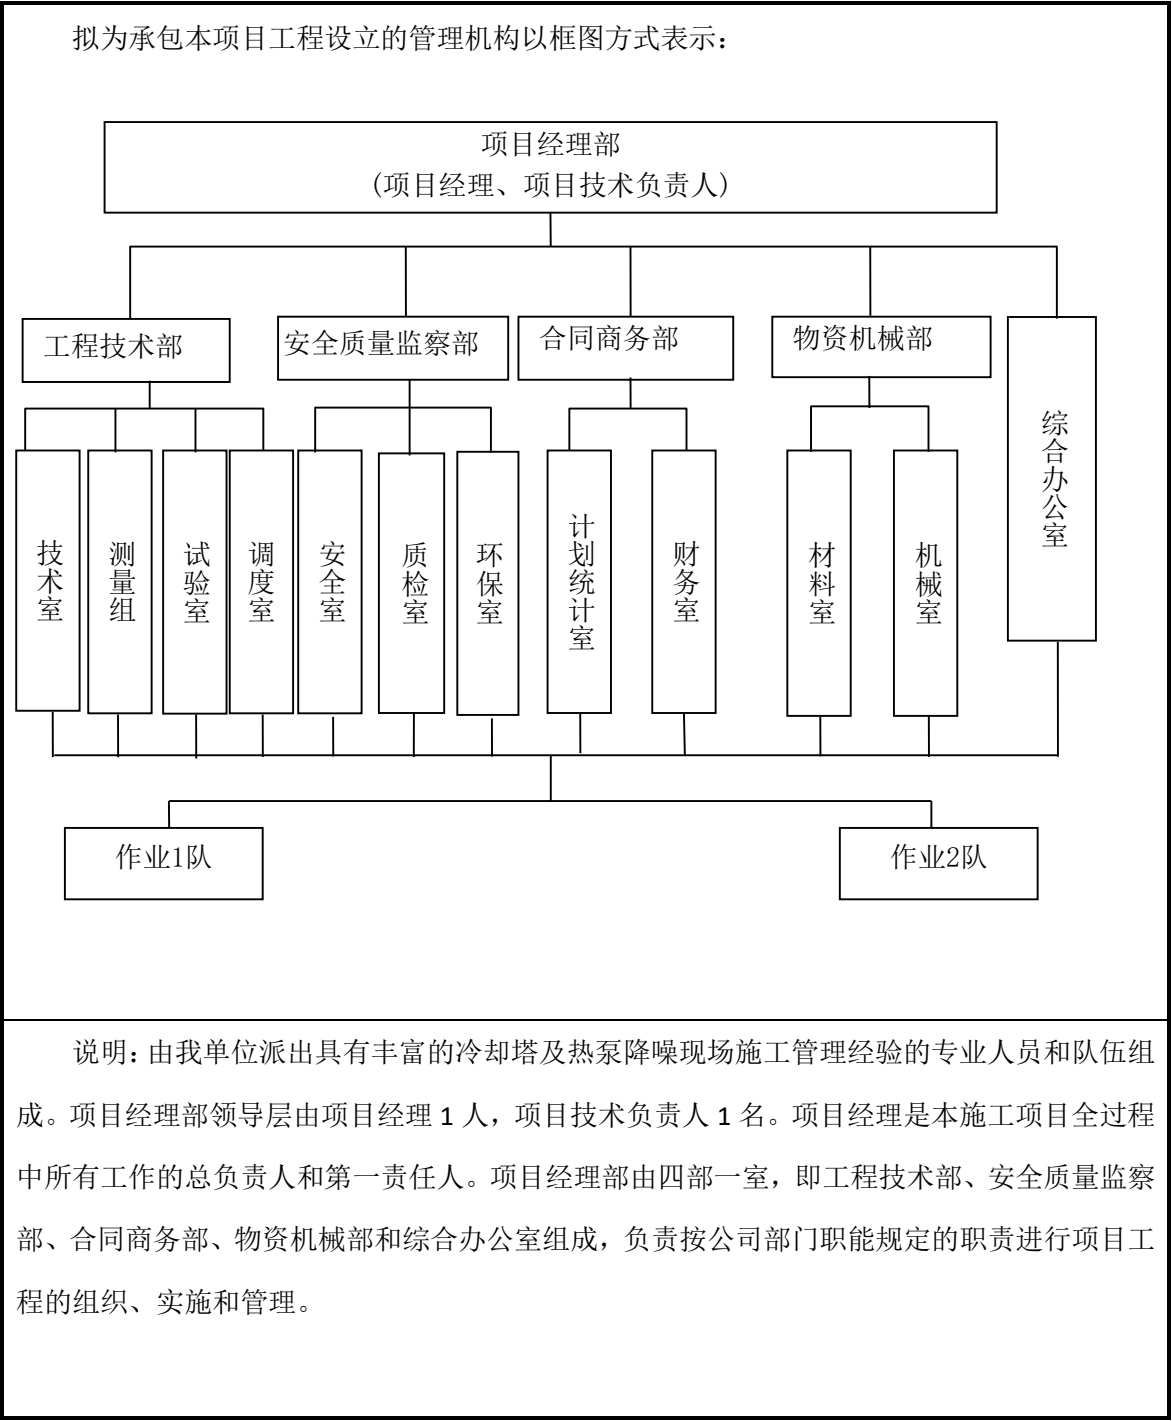 拟为承包本项目工程设立的管理机构以框图方式表示：
项目经理部
(项目经理、项目技术负责人)
工程技术部
安全质量监察部
合同商务部
物资机械部
综合办公室
技术室
测量组
试验室
调度室
安全室
质检室
环保室
计划统计室
财务室
材料室
机械室
作业1队
作业2队
说明：由我单位派出具有丰富的冷却塔及热泵降噪现场施工管理经验的专业人员和队伍组
成。项目经理部领导层由项目经理 1 人，项目技术负责人 1 名。项目经理是本施工项目全过程
中所有工作的总负责人和第一责任人。项目经理部由四部一室，即工程技术部、安全质量监察
部、合同商务部、物资机械部和综合办公室组成，负责按公司部门职能规定的职责进行项目工
程的组织、实施和管理。